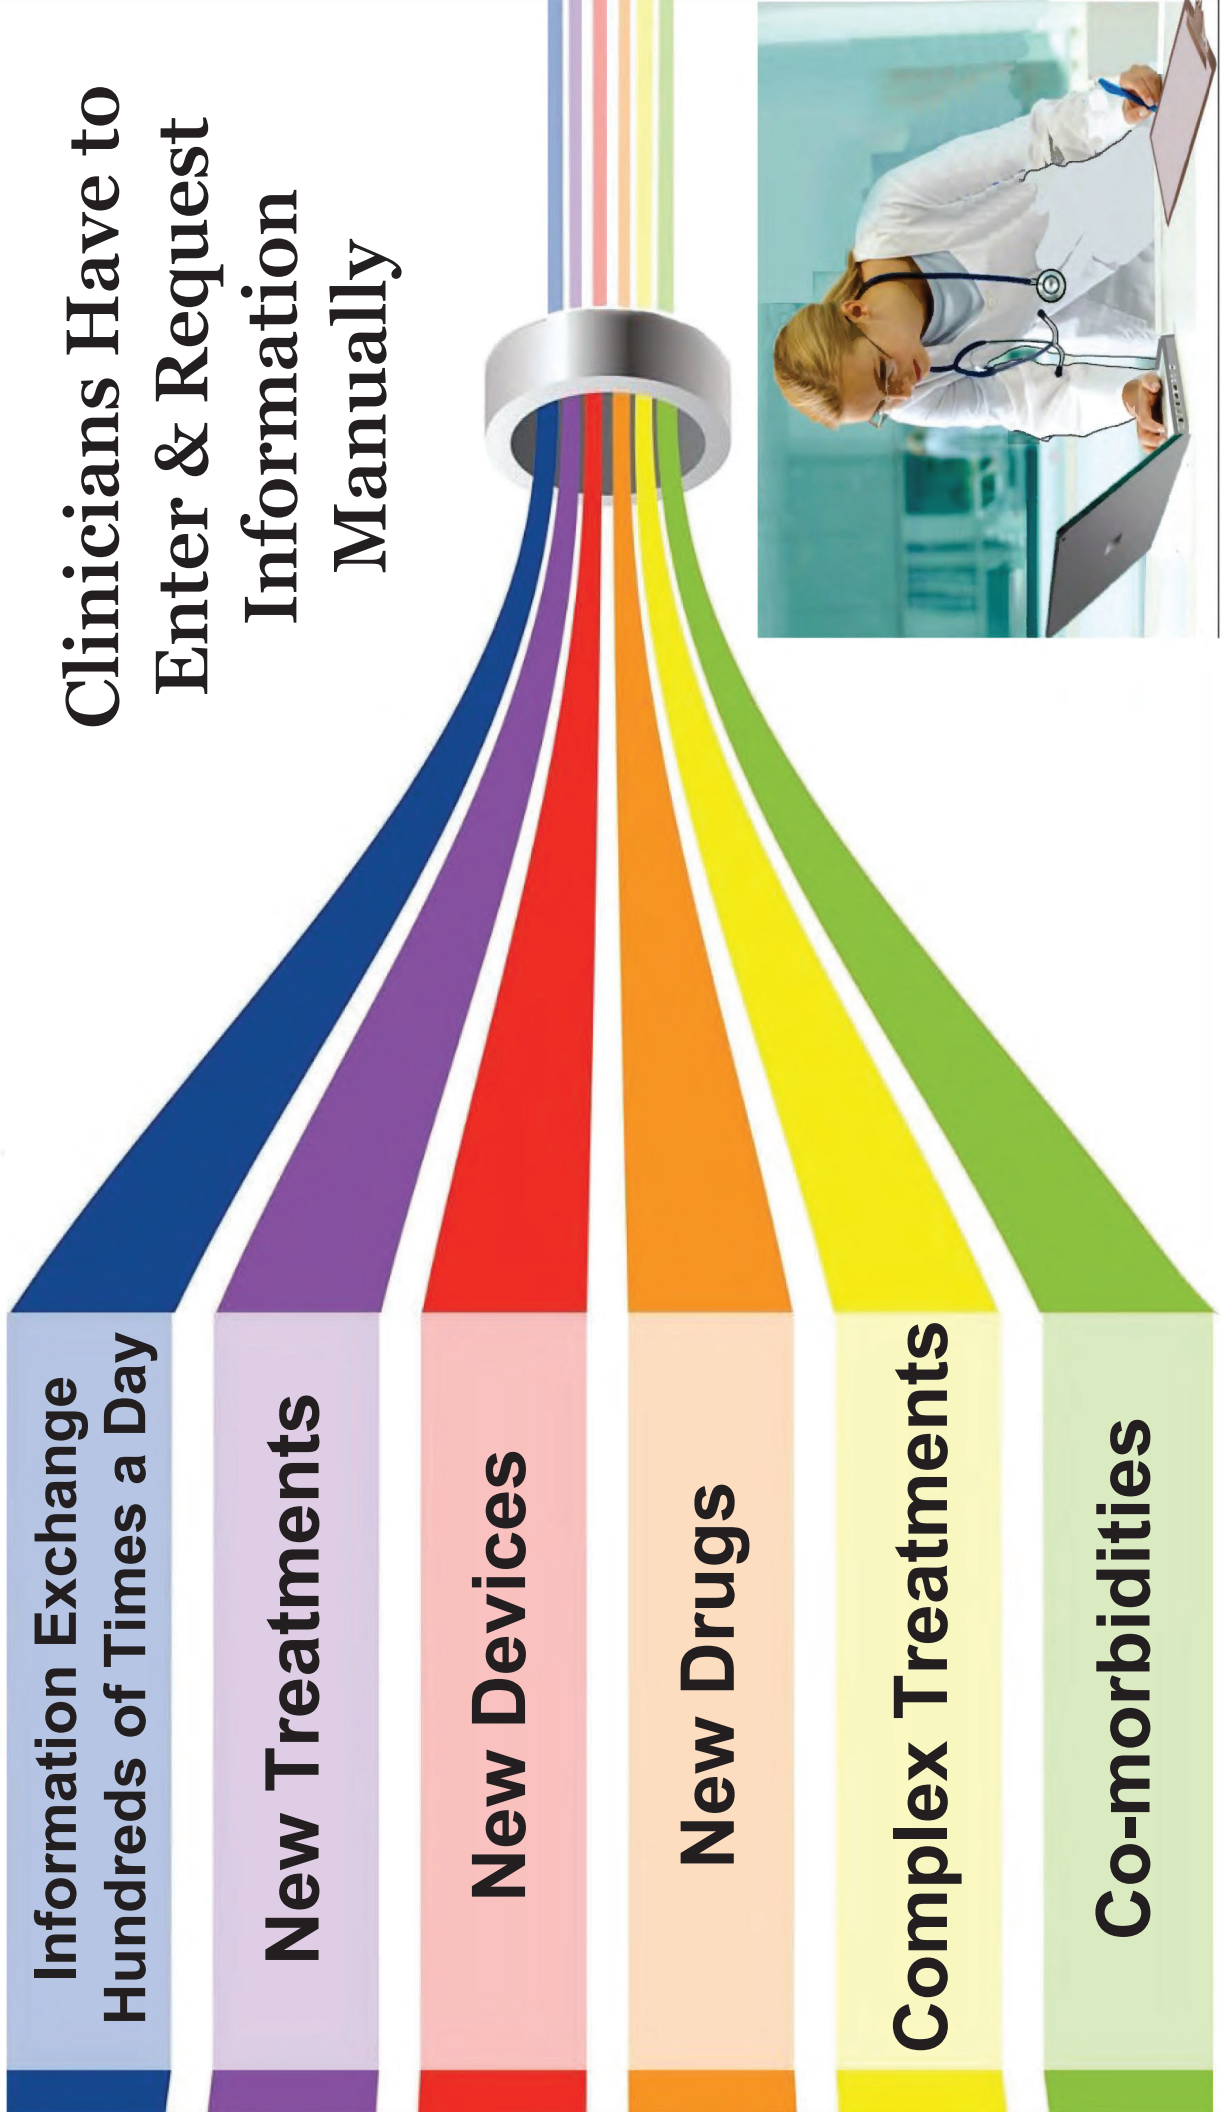 Information Exchange
Hundreds of Times a Day
New Treatments
New Devices
New Drugs
Complex Treatments
Co-morbidities
Clinicians Have to
Enter & Request
Information
Manually